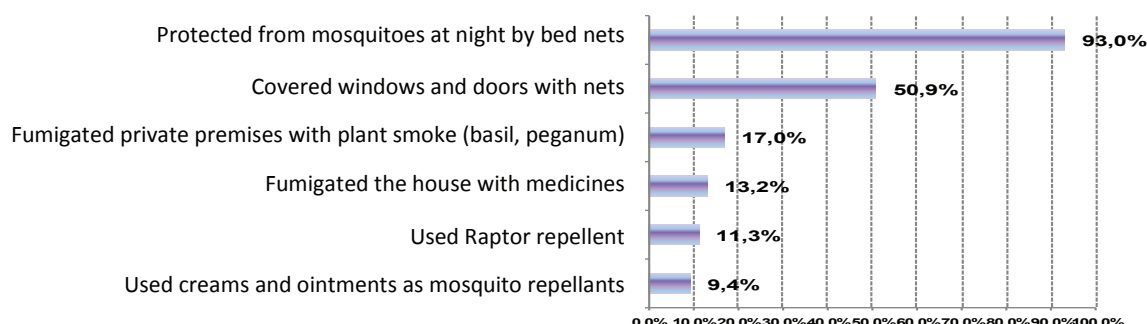 Protected from mosquitoes at night by bed nets 93,0%
Covered windows and doors with nets 50,9%
Fumigated private premises with plant smoke (basil, peganum) 17,0%
Fumigated the house with medicines 13,2%
Used Raptor repellent 11,3%
Used creams and ointments as mosquito repellants 9,4%
0,0% 10,0% 20,0% 30,0% 40,0% 50,0% 60,0% 70,0% 80,0% 90,0% 100,0%